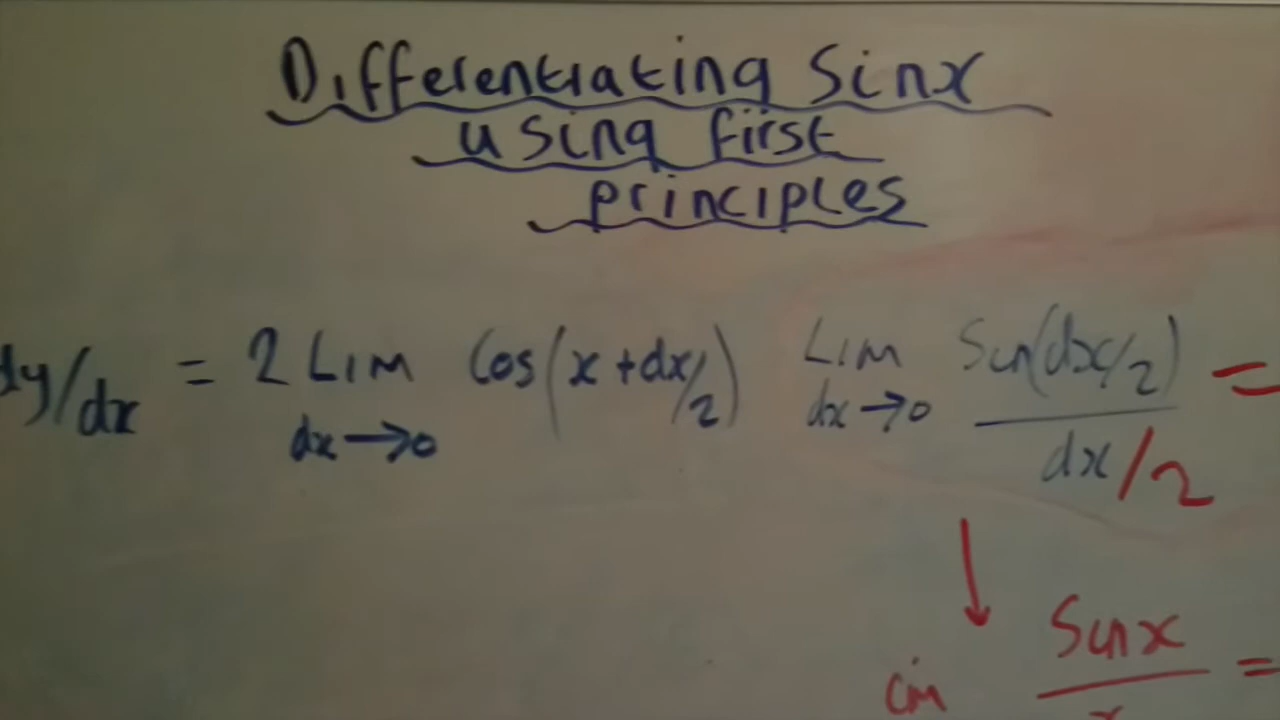 Differentiating Sinx
using first
principles
dy/dx = 2 Lim Cos(x+dx/2) Lim Sin(dx/2) =
dx→0 dx→0 dx/2
Sinx =
im x